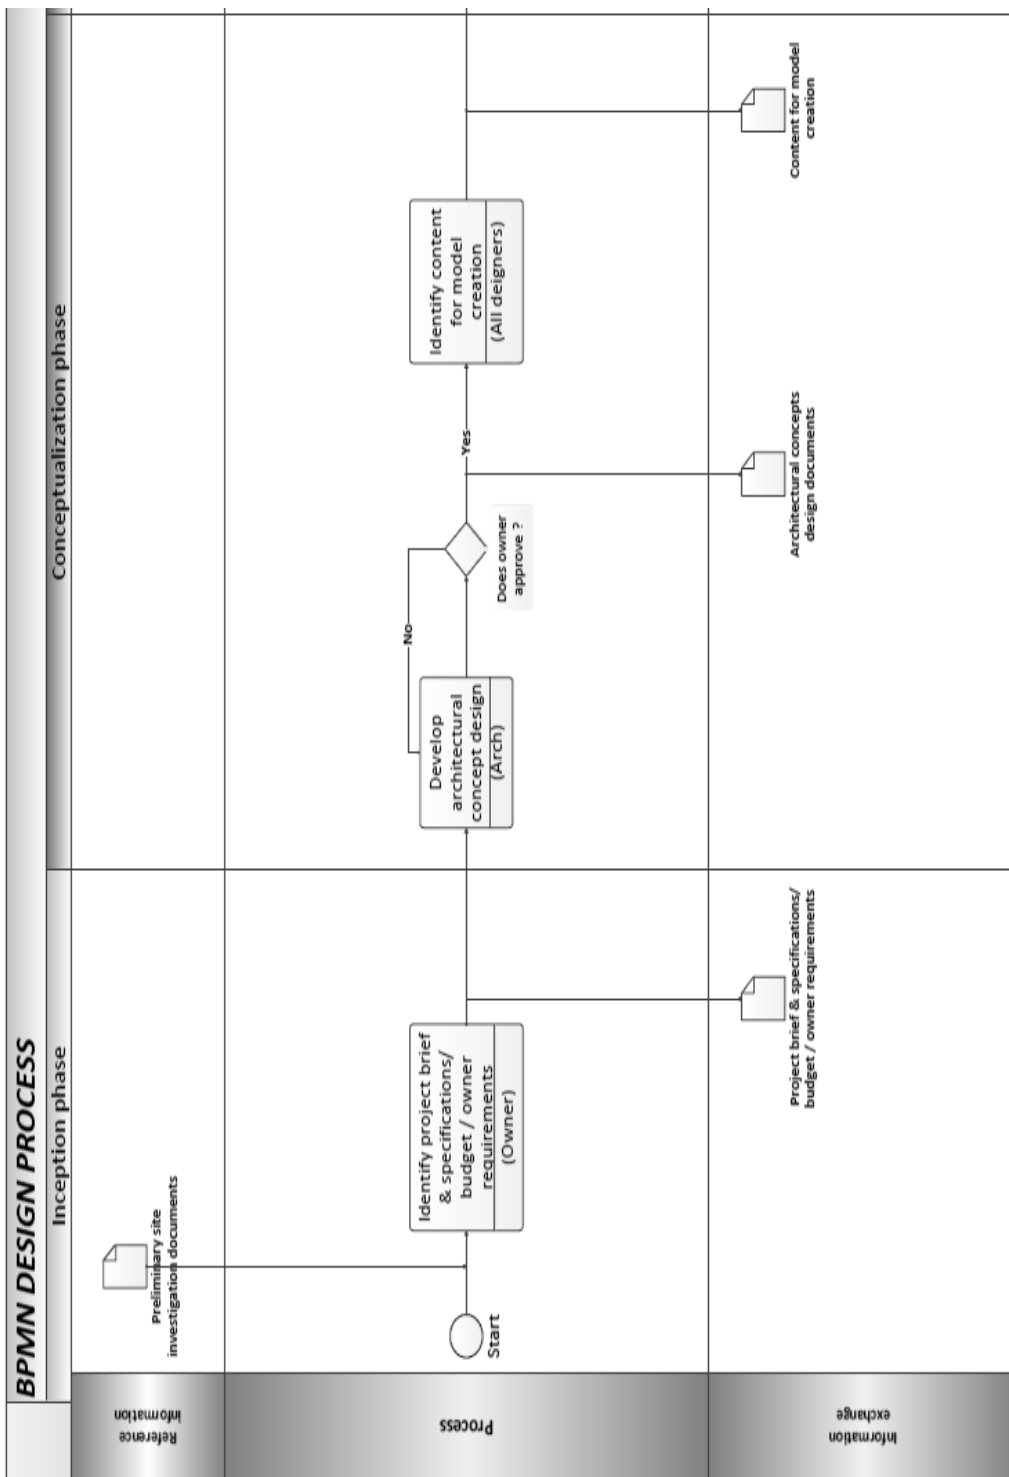 BPMN DESIGN PROCESS
Inception phase
Conceptualization phase
Reference
information
Preliminary site
investigation documents
Process
Start
Identify project brief
& specifications/
budget / owner
requirements
(Owner)
Develop
architectural
concept design
(Arch)
No
Does owner
approve ?
Yes
Identify content
for model
creation
(All deigners)
Information
exchange
Project brief & specifications/
budget / owner requirements
Architectural concepts
design documents
Content for model
creation